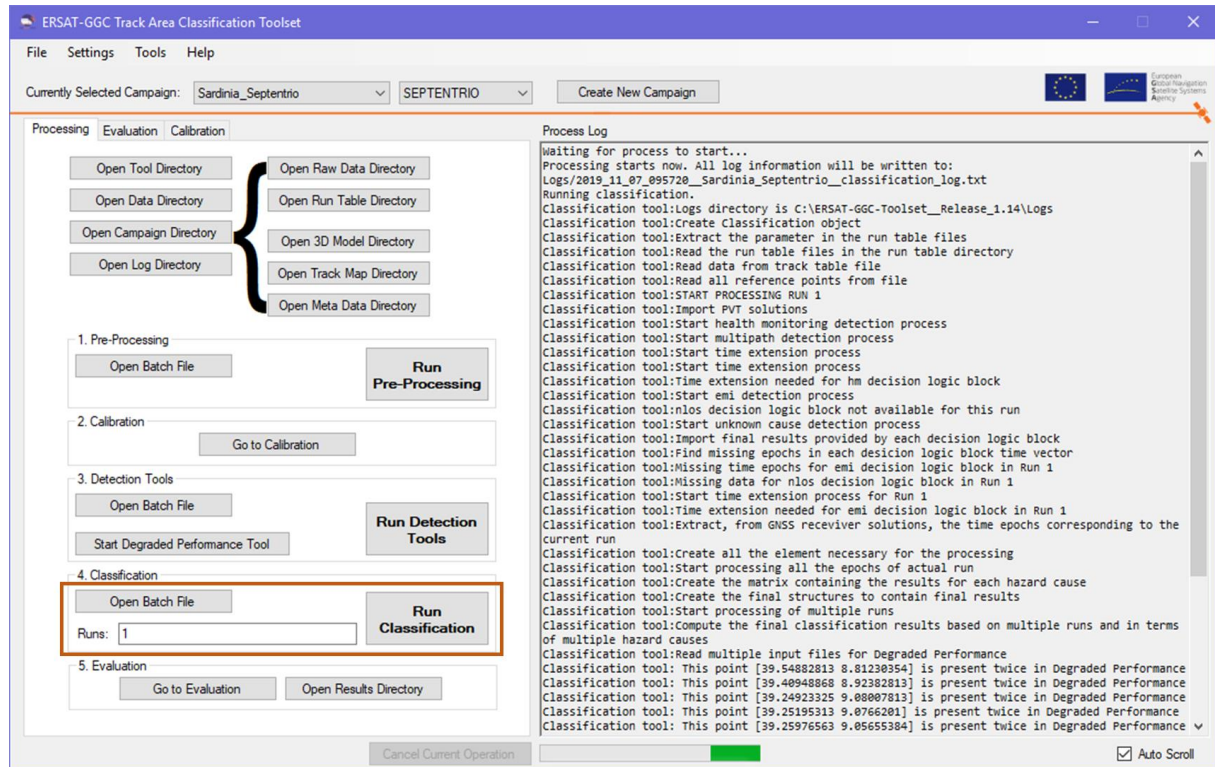 ERSAT-GGC Track Area Classification Toolset
File Settings Tools Help
Currently Selected Campaign: Sardinia_Septentrio SEPTENTRIO Create New Campaign
European
Global Navigation
Satellite Systems
Agency
Processing Evaluation Calibration
Open Tool Directory
Open Data Directory
Open Campaign Directory
Open Log Directory
Open Raw Data Directory
Open Run Table Directory
Open 3D Model Directory
Open Track Map Directory
Open Meta Data Directory
1. Pre-Processing
Open Batch File
Run
Pre-Processing
2. Calibration
Go to Calibration
3. Detection Tools
Open Batch File
Start Degraded Performance Tool
Run Detection
Tools
4. Classification
Open Batch File
Runs: 1
Run
Classification
5. Evaluation
Go to Evaluation Open Results Directory
Process Log
Waiting for process to start...
Processing starts now. All log information will be written to:
Logs/2019_11_07_095720__Sardinia_Septentrio__classification_log.txt
Running classification.
Classification tool:Logs directory is C:\ERSAT-GGC-Toolset__Release_1.14\Logs
Classification tool:Create Classification object
Classification tool:Extract the parameter in the run table files
Classification tool:Read the run table files in the run table directory
Classification tool:Read data from track table file
Classification tool:Read all reference points from file
Classification tool:START PROCESSING RUN 1
Classification tool:Import PVT solutions
Classification tool:Start health monitoring detection process
Classification tool:Start multipath detection process
Classification tool:Start time extension process
Classification tool:Start time extension process
Classification tool:Time extension needed for hm decision logic block
Classification tool:Start emi detection process
Classification tool:nlos decision logic block not available for this run
Classification tool:Start unknown cause detection process
Classification tool:Import final results provided by each decision logic block
Classification tool:Find missing epochs in each desicion logic block time vector
Classification tool:Missing time epochs for emi decision logic block in Run 1
Classification tool:Missing data for nlos decision logic block in Run 1
Classification tool:Start time extension process for Run 1
Classification tool:Time extension needed for emi decision logic block in Run 1
Classification tool:Extract, from GNSS receviver solutions, the time epochs corresponding to the
current run
Classification tool:Create all the element necessary for the processing
Classification tool:Start processing all the epochs of actual run
Classification tool:Create the matrix containing the results for each hazard cause
Classification tool:Create the final structures to contain final results
Classification tool:Start processing of multiple runs
Classification tool:Compute the final classification results based on multiple runs and in terms
of multiple hazard causes
Classification tool:Read multiple input files for Degraded Performance
Classification tool: This point [39.54882813 8.81230354] is present twice in Degraded Performance
Classification tool: This point [39.40948868 8.92382813] is present twice in Degraded Performance
Classification tool: This point [39.24923325 9.08007813] is present twice in Degraded Performance
Classification tool: This point [39.25195313 9.0766201] is present twice in Degraded Performance
Classification tool: This point [39.25976563 9.05655384] is present twice in Degraded Performance
Cancel Current Operation
Auto Scroll